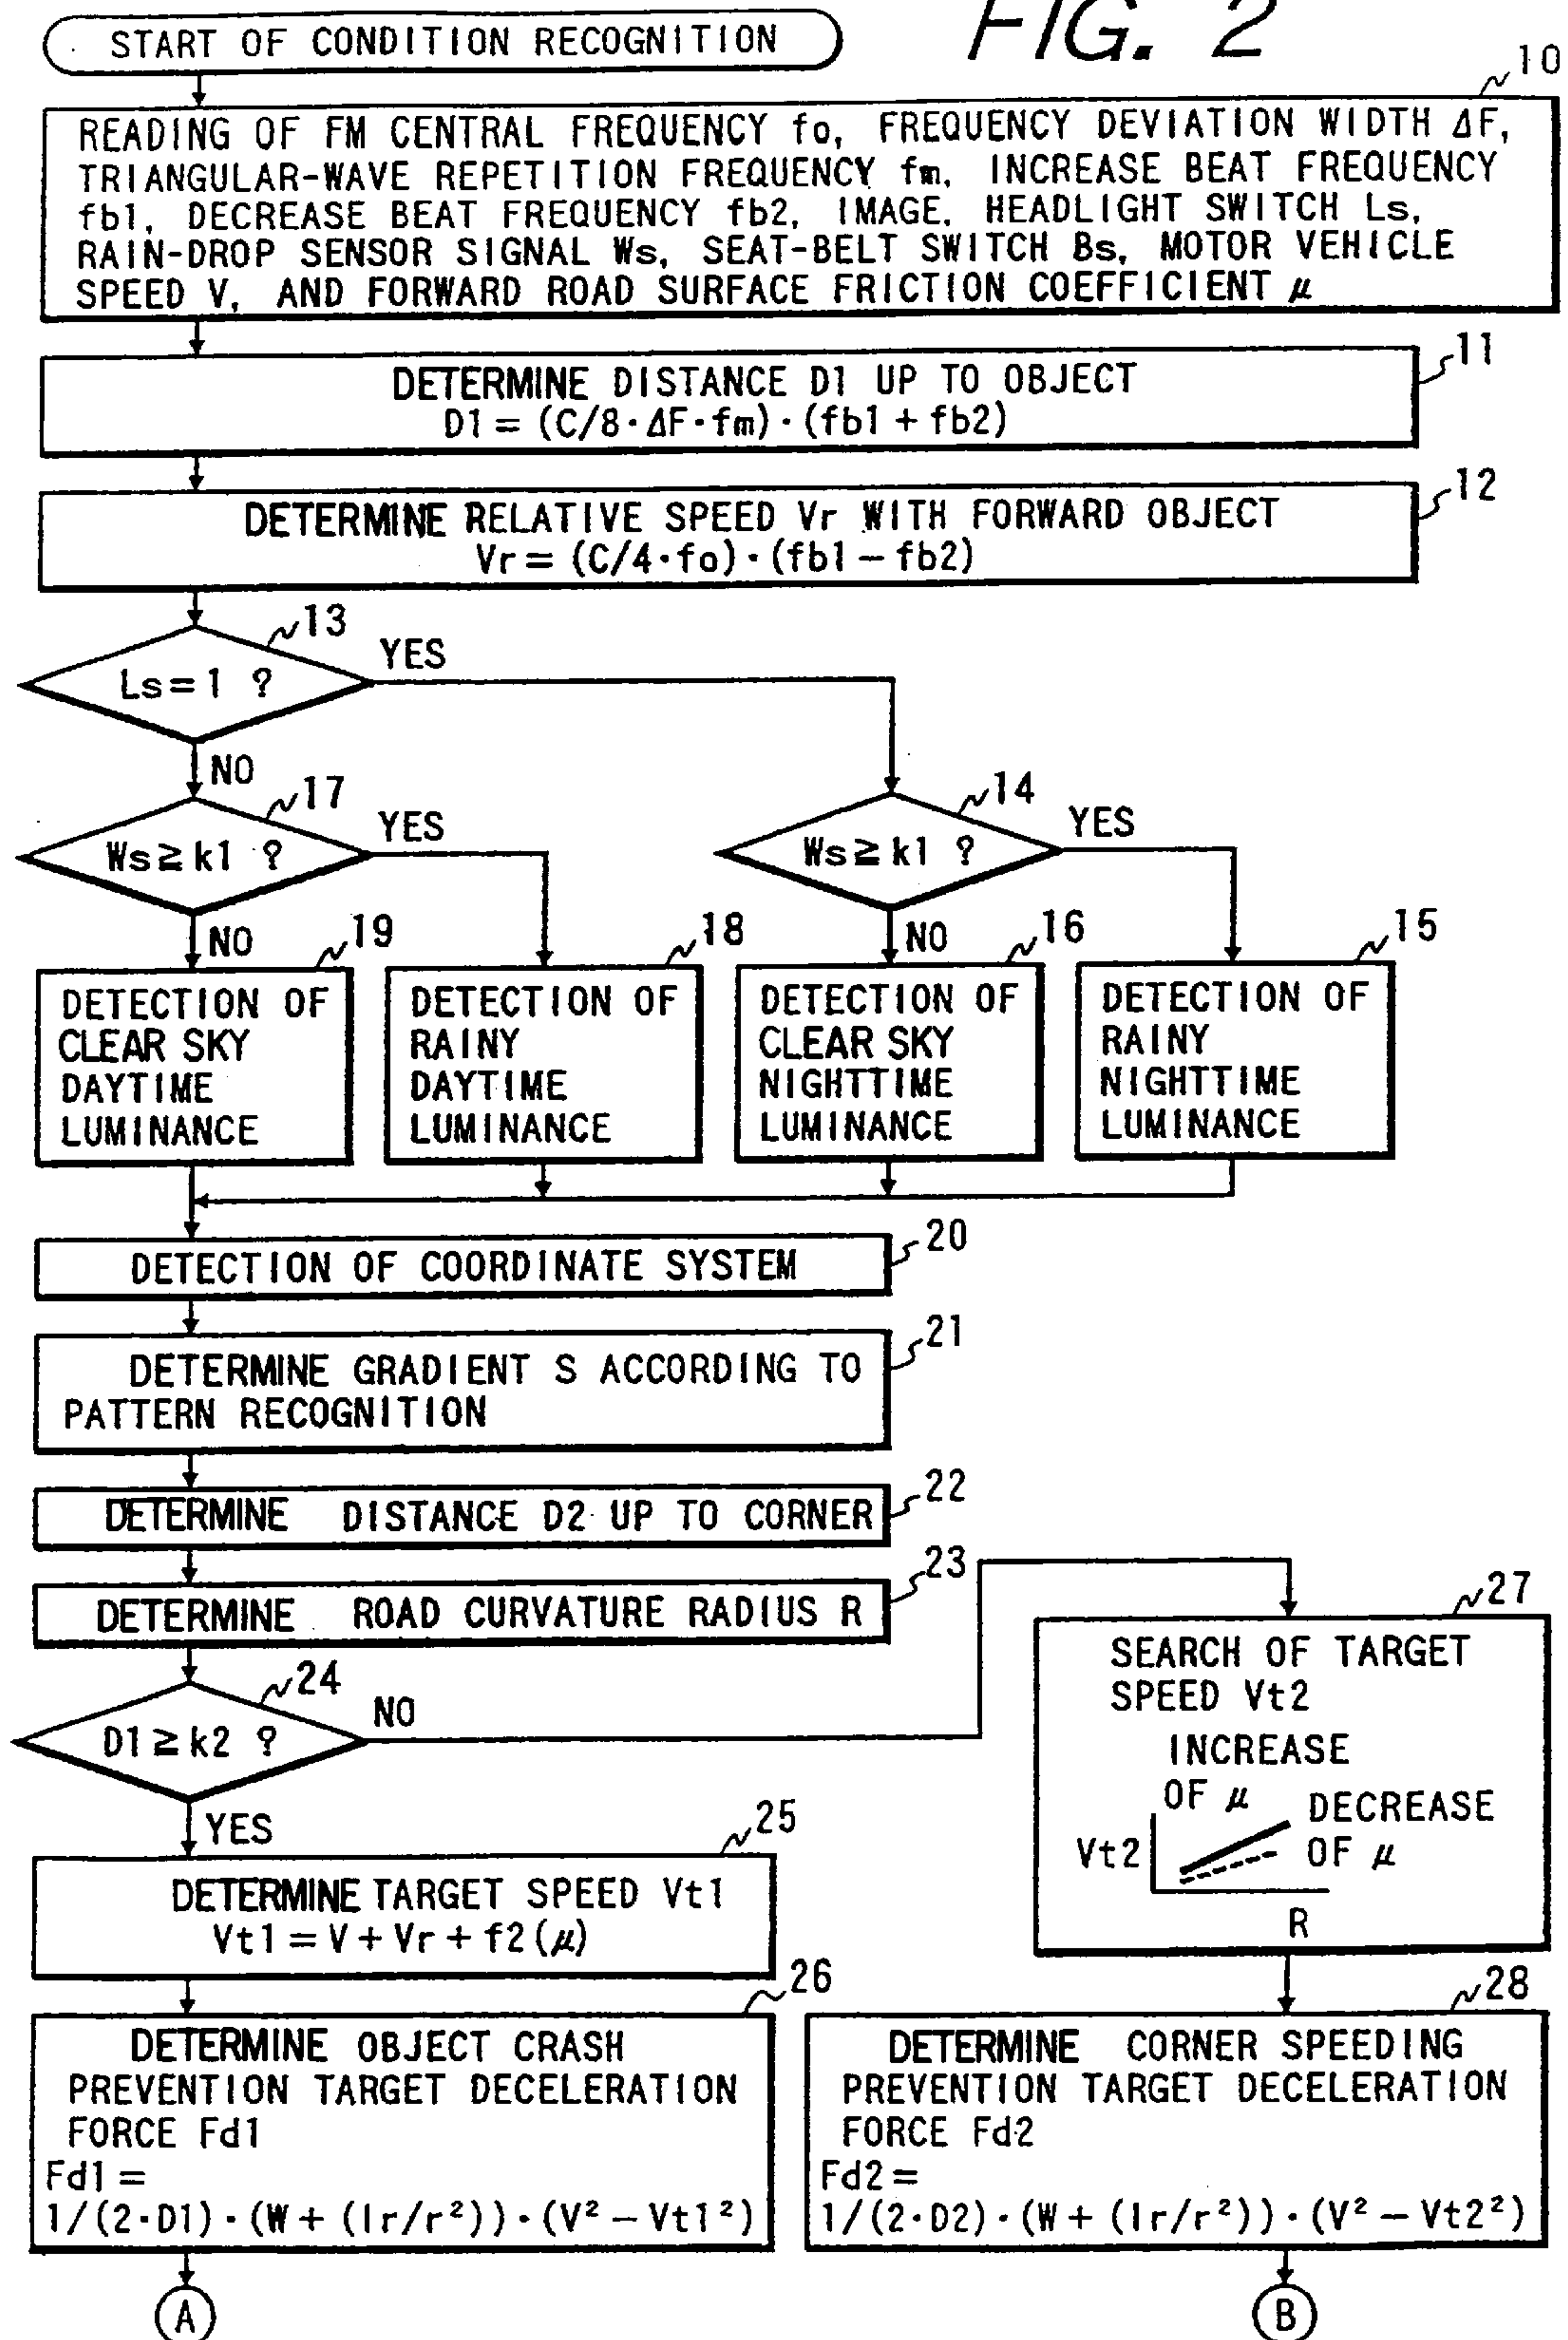 FIG. 2
START OF CONDITION RECOGNITION
10
READING OF FM CENTRAL FREQUENCY fo, FREQUENCY DEVIATION WIDTH ΔF,
TRIANGULAR-WAVE REPETITION FREQUENCY fm, INCREASE BEAT FREQUENCY
fb1, DECREASE BEAT FREQUENCY fb2, IMAGE, HEADLIGHT SWITCH Ls,
RAIN-DROP SENSOR SIGNAL Ws, SEAT-BELT SWITCH Bs, MOTOR VEHICLE
SPEED V, AND FORWARD ROAD SURFACE FRICTION COEFFICIENT μ
11
DETERMINE DISTANCE D1 UP TO OBJECT
D1 = (C/8·ΔF·fm)·(fb1 + fb2)
12
DETERMINE RELATIVE SPEED Vr WITH FORWARD OBJECT
Vr = (C/4·fo)·(fb1 − fb2)
13
Ls = 1 ?
YES
NO
17
Ws ≧ k1 ?
YES
14
Ws ≧ k1 ?
YES
NO
NO
19
DETECTION OF
CLEAR SKY
DAYTIME
LUMINANCE
18
DETECTION OF
RAINY
DAYTIME
LUMINANCE
16
DETECTION OF
CLEAR SKY
NIGHTTIME
LUMINANCE
15
DETECTION OF
RAINY
NIGHTTIME
LUMINANCE
20
DETECTION OF COORDINATE SYSTEM
21
DETERMINE GRADIENT S ACCORDING TO
PATTERN RECOGNITION
22
DETERMINE DISTANCE D2 UP TO CORNER
23
DETERMINE ROAD CURVATURE RADIUS R
24
D1 ≧ k2 ?
NO
YES
27
SEARCH OF TARGET
SPEED Vt2
INCREASE
OF μ
DECREASE
OF μ
Vt2
R
25
DETERMINE TARGET SPEED Vt1
Vt1 = V + Vr + f2(μ)
26
DETERMINE OBJECT CRASH
PREVENTION TARGET DECELERATION
FORCE Fd1
Fd1 =
1/(2·D1)·(W + (Ir/r²))·(V² − Vt1²)
28
DETERMINE CORNER SPEEDING
PREVENTION TARGET DECELERATION
FORCE Fd2
Fd2 =
1/(2·D2)·(W + (Ir/r²))·(V² − Vt2²)
A
B